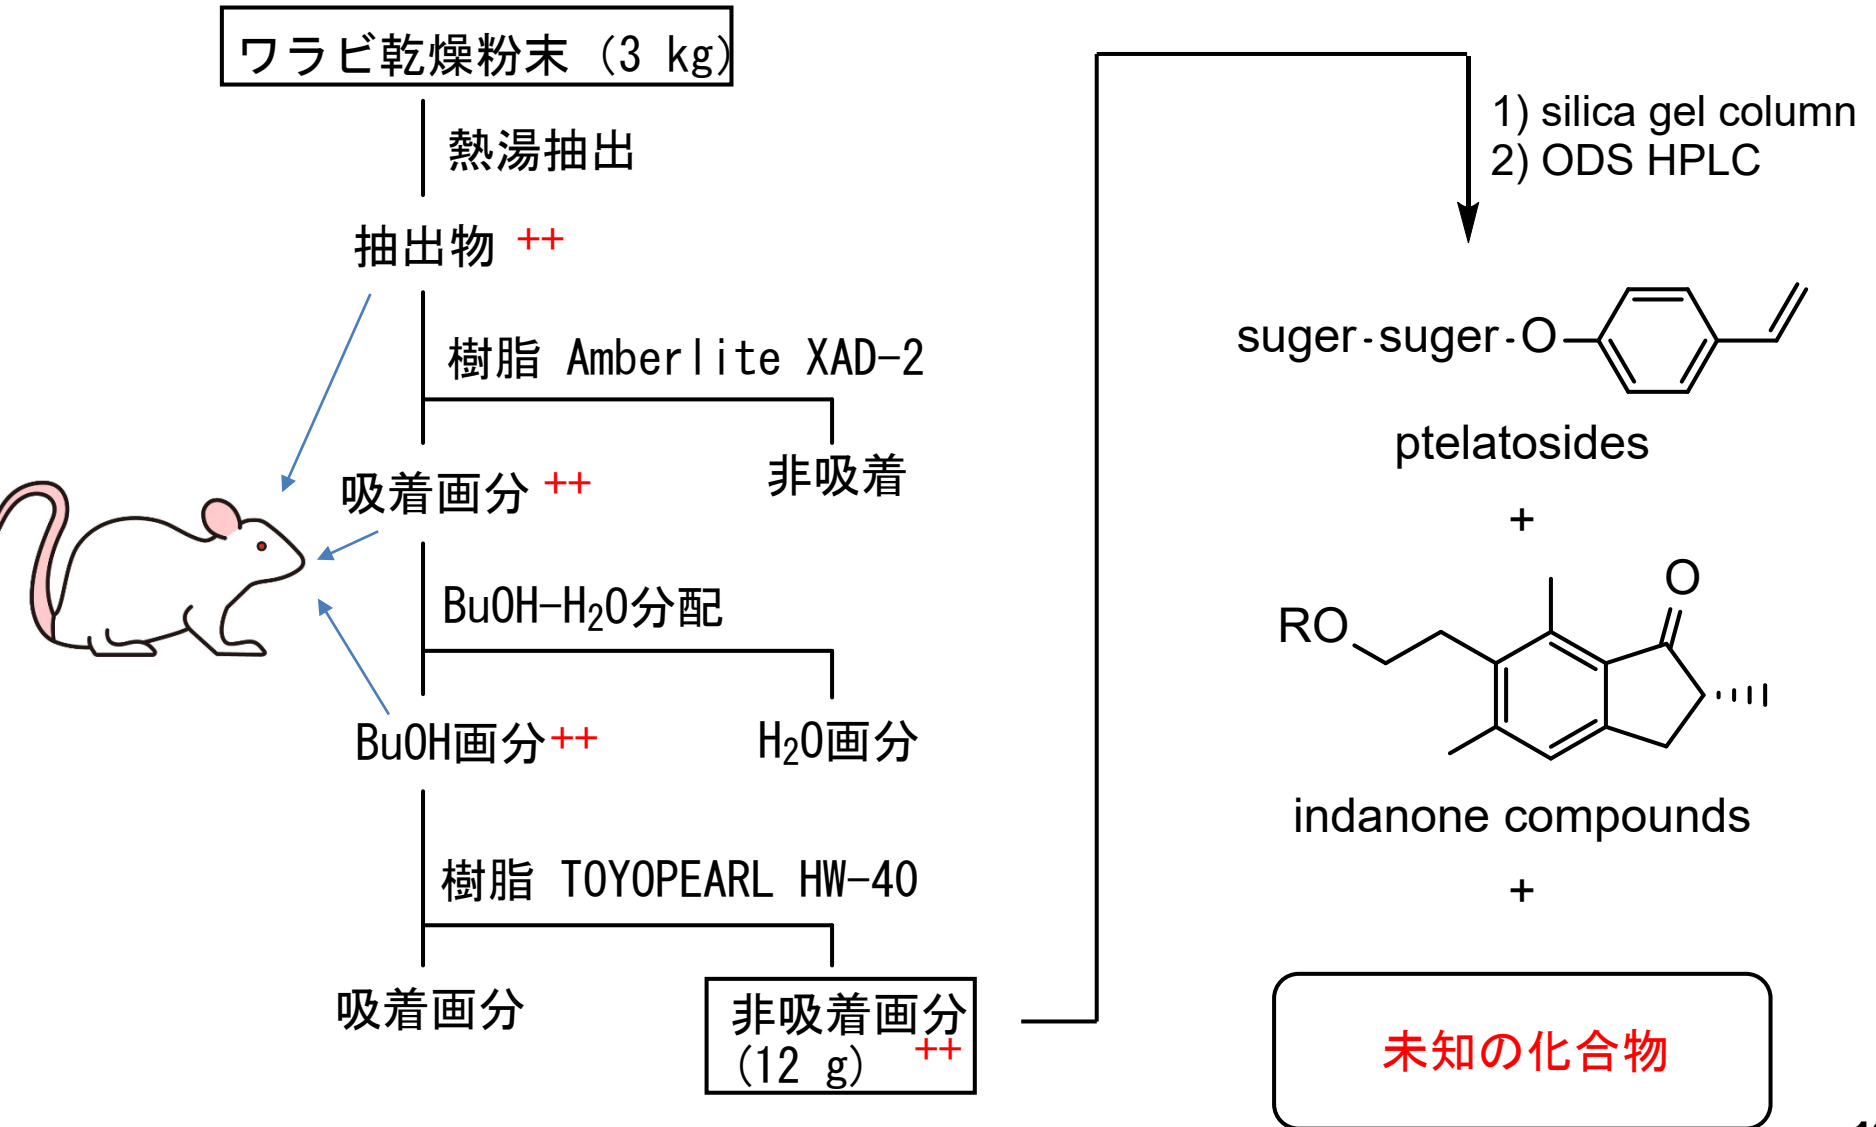 ワラビ乾燥粉末 (3 kg)
熱湯抽出
抽出物 ++
樹脂 Amberlite XAD-2
吸着画分 ++
非吸着
BuOH-H₂O分配
BuOH画分++
H₂O画分
樹脂 TOYOPEARL HW-40
吸着画分
非吸着画分
(12 g) ++
1) silica gel column
2) ODS HPLC
suger-suger-O
ptelatosides
+
O
RO
indanone compounds
+
未知の化合物